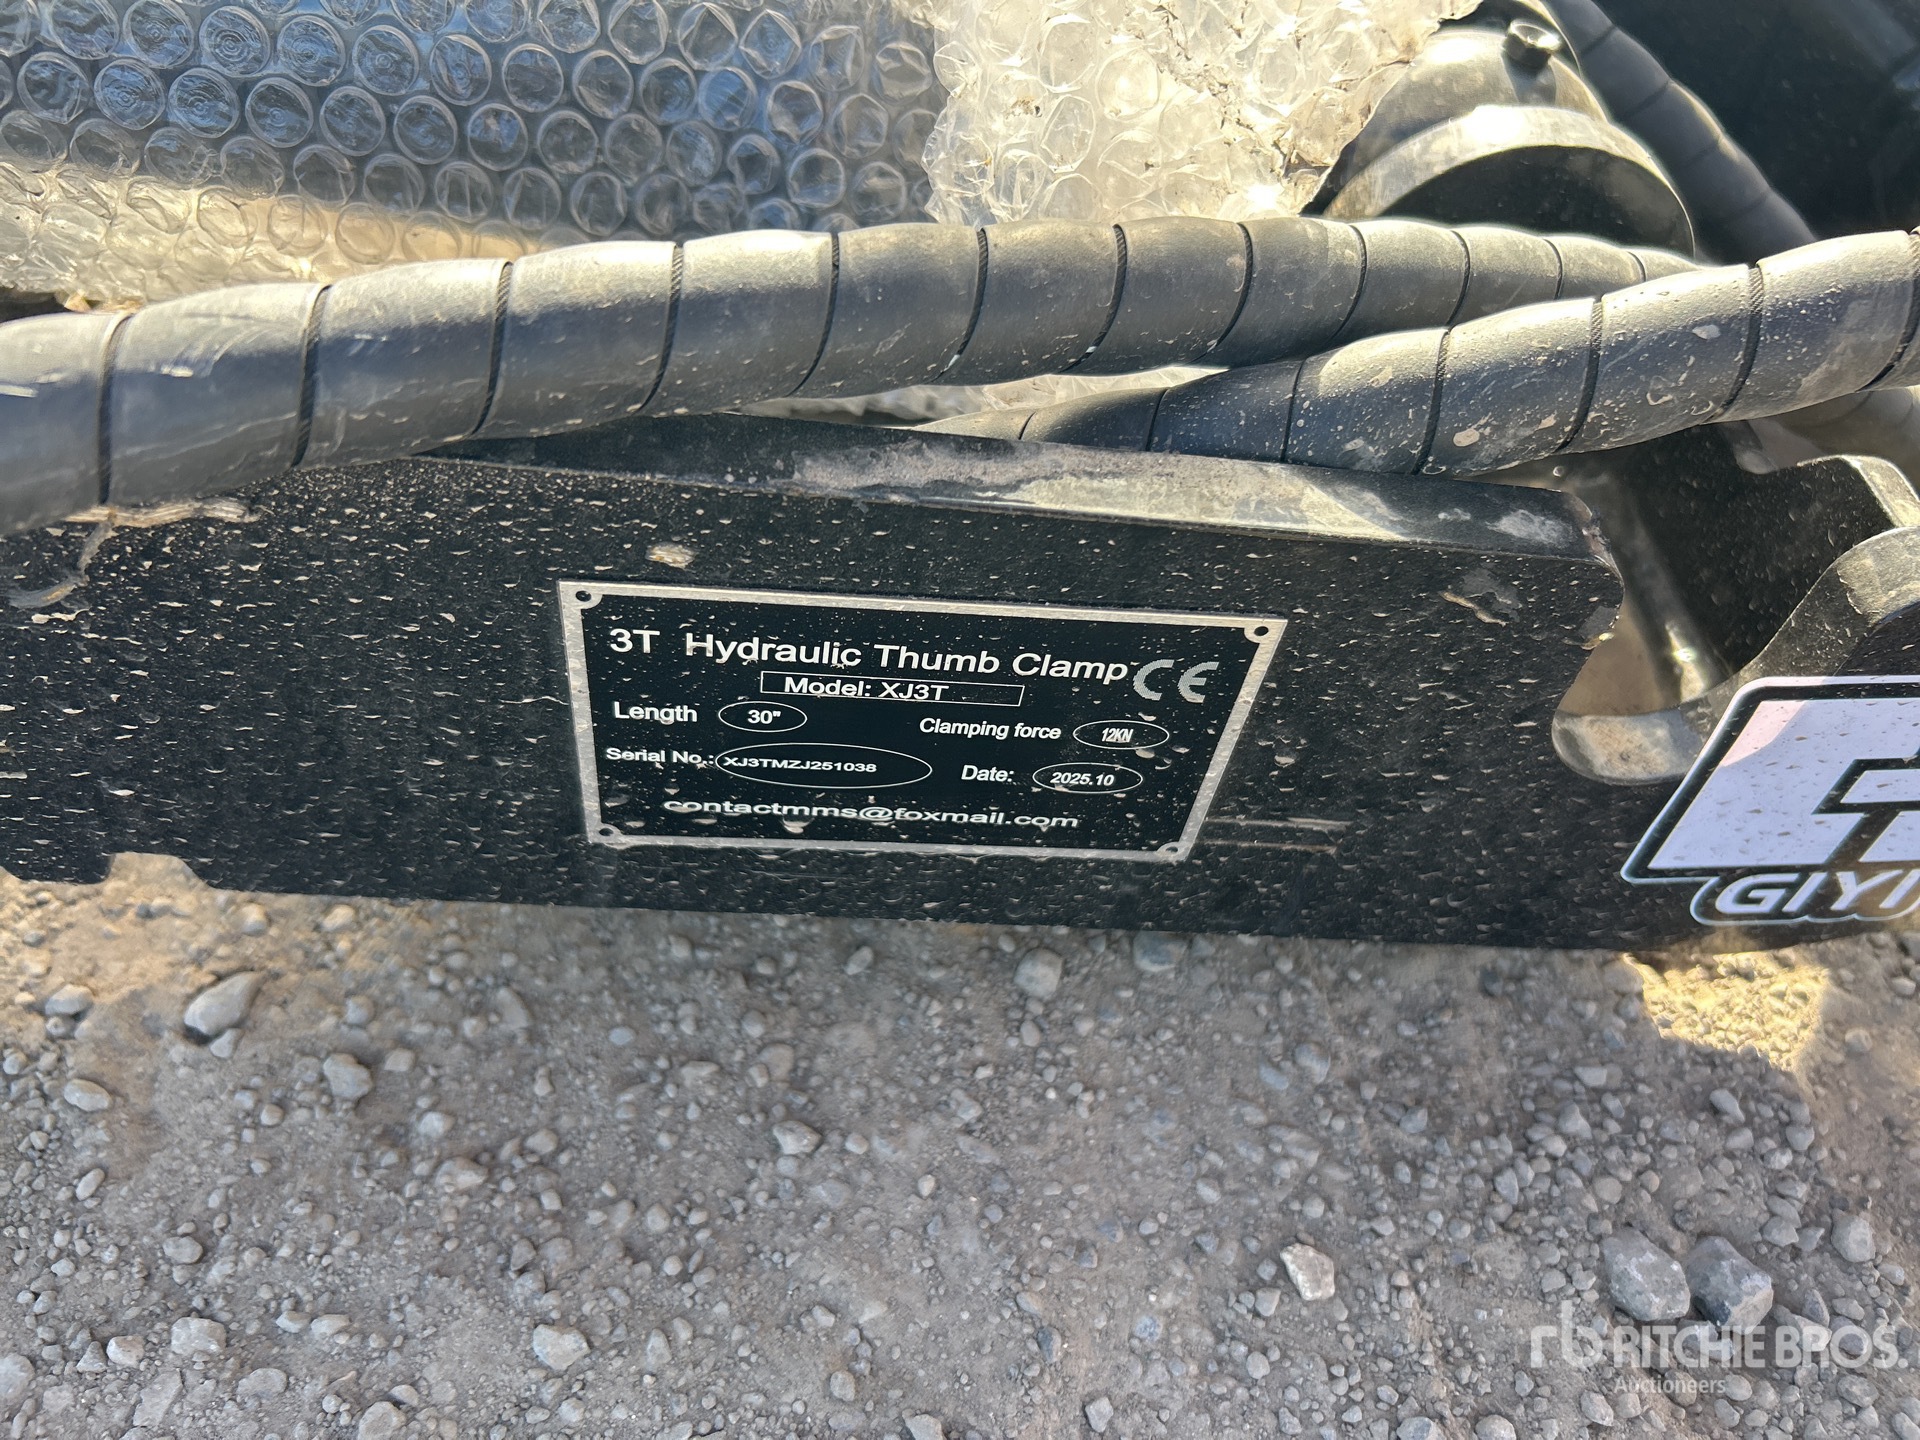 3T Hydraulic Thumb Clamp CE
Model: XJ3T
Length 30"
Clamping force 12KN
Serial No.: XJ3TMZJ251038
Date: 2025.10
contactmms@foxmail.com
GIYI
rb RITCHIE BROS.
Auctioneers